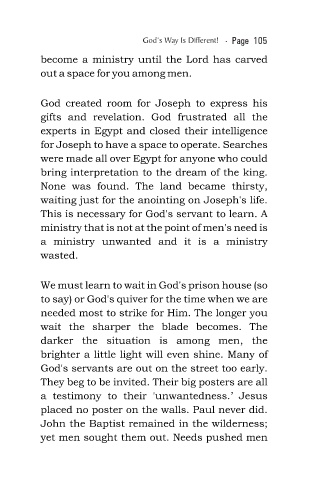 God's Way Is Different! · Page 105
become a ministry until the Lord has carved
out a space for you among men.
God created room for Joseph to express his
gifts and revelation. God frustrated all the
experts in Egypt and closed their intelligence
for Joseph to have a space to operate. Searches
were made all over Egypt for anyone who could
bring interpretation to the dream of the king.
None was found. The land became thirsty,
waiting just for the anointing on Joseph's life.
This is necessary for God's servant to learn. A
ministry that is not at the point of men's need is
a ministry unwanted and it is a ministry
wasted.
We must learn to wait in God's prison house (so
to say) or God's quiver for the time when we are
needed most to strike for Him. The longer you
wait the sharper the blade becomes. The
darker the situation is among men, the
brighter a little light will even shine. Many of
God's servants are out on the street too early.
They beg to be invited. Their big posters are all
a testimony to their 'unwantedness.' Jesus
placed no poster on the walls. Paul never did.
John the Baptist remained in the wilderness;
yet men sought them out. Needs pushed men